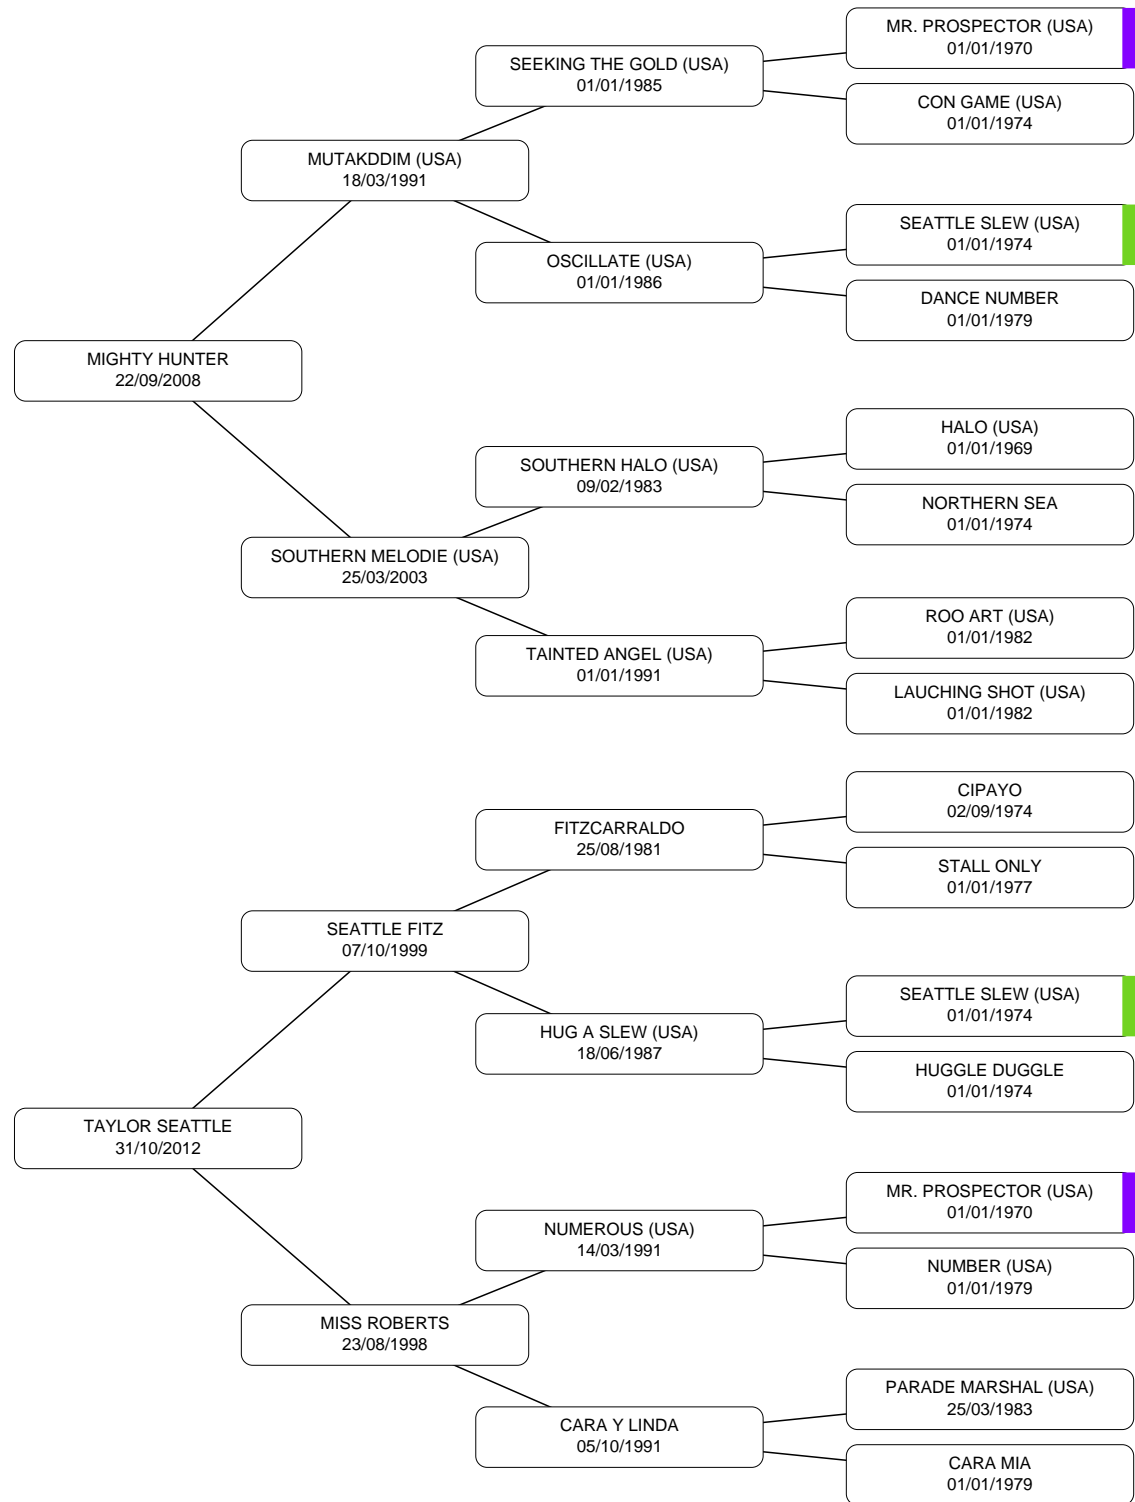 MR. PROSPECTOR (USA)
01/01/1970
SEEKING THE GOLD (USA)
01/01/1985
CON GAME (USA)
01/01/1974
MUTAKDDIM (USA)
18/03/1991
SEATTLE SLEW (USA)
01/01/1974
OSCILLATE (USA)
01/01/1986
DANCE NUMBER
01/01/1979
MIGHTY HUNTER
22/09/2008
HALO (USA)
01/01/1969
SOUTHERN HALO (USA)
09/02/1983
NORTHERN SEA
01/01/1974
SOUTHERN MELODIE (USA)
25/03/2003
ROO ART (USA)
01/01/1982
TAINTED ANGEL (USA)
01/01/1991
LAUCHING SHOT (USA)
01/01/1982
CIPAYO
02/09/1974
FITZCARRALDO
25/08/1981
STALL ONLY
01/01/1977
SEATTLE FITZ
07/10/1999
SEATTLE SLEW (USA)
01/01/1974
HUG A SLEW (USA)
18/06/1987
HUGGLE DUGGLE
01/01/1974
TAYLOR SEATTLE
31/10/2012
MR. PROSPECTOR (USA)
01/01/1970
NUMEROUS (USA)
14/03/1991
NUMBER (USA)
01/01/1979
MISS ROBERTS
23/08/1998
PARADE MARSHAL (USA)
25/03/1983
CARA Y LINDA
05/10/1991
CARA MIA
01/01/1979